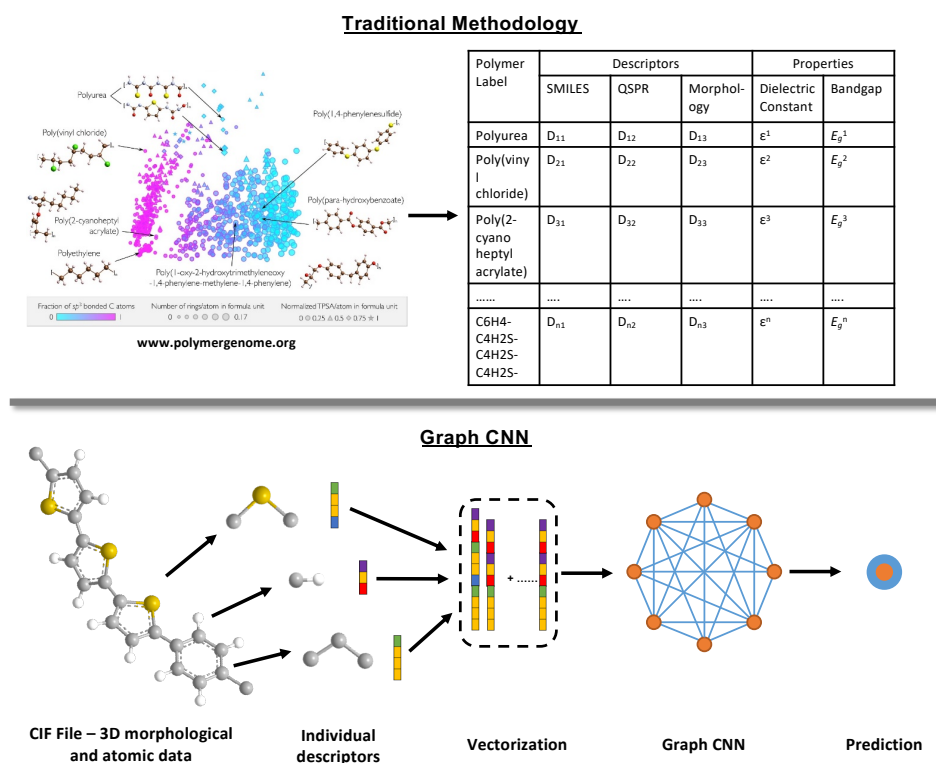 Traditional Methodology
Polyurea
Poly(vinyl chloride)
Poly(1,4-phenylenesulfide)
Poly(2-cyanoheptyl
acrylate)
Poly(para-hydroxybenzoate)
Polyethylene
Poly(1-oxy-2-hydroxytrimethyleneoxy
-1,4-phenylene-methylene-1,4-phenylene)
Fraction of sp³ bonded C atoms
0 1
Number of rings/atom in formula unit
0 0.17
Normalized TPSA/atom in formula unit
0 0.25 0.5 0.75 1
www.polymergenome.org
Polymer
Label
Descriptors
Properties
SMILES
QSPR
Morphol-
ogy
Dielectric
Constant
Bandgap
Polyurea D₁₁ D₁₂ D₁₃ ε¹ Eg¹
Poly(viny
l
chloride)
D₂₁ D₂₂ D₂₃ ε² Eg²
Poly(2-
cyano
heptyl
acrylate)
D₃₁ D₃₂ D₃₃ ε³ Eg³
...... .... .... .... .... ....
C6H4-
C4H2S-
C4H2S-
C4H2S-
Dₙ₁ Dₙ₂ Dₙ₃ εⁿ Egⁿ
Graph CNN
+ ......
CIF File – 3D morphological
and atomic data
Individual
descriptors
Vectorization
Graph CNN
Prediction